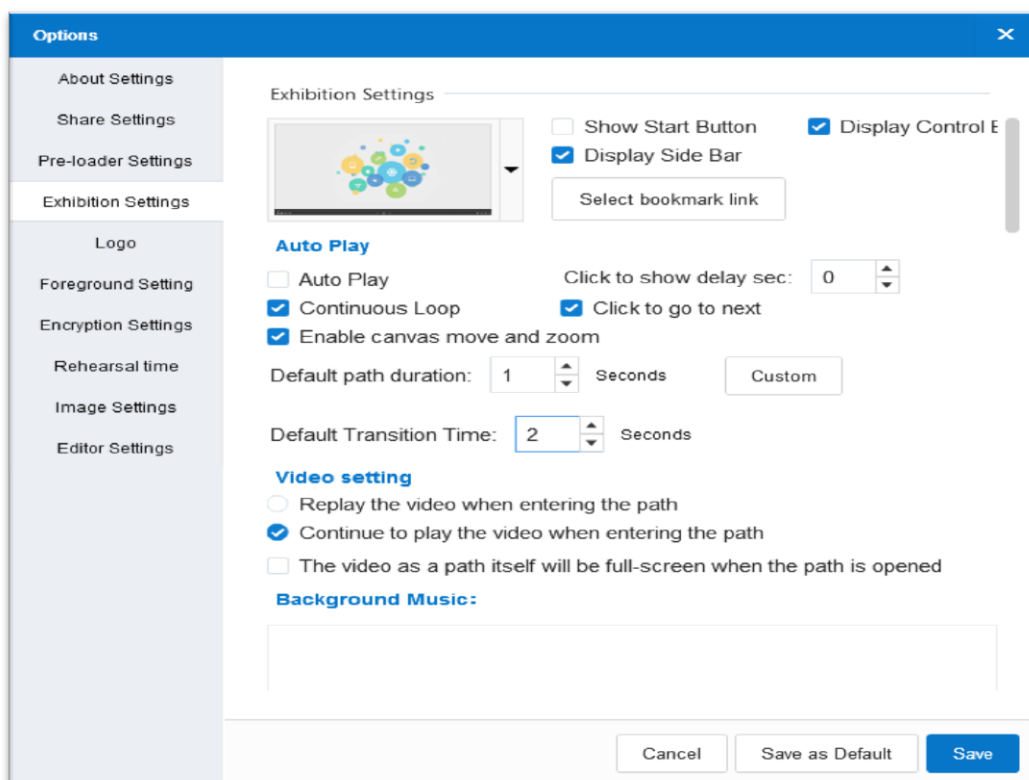 Options
About Settings
Share Settings
Pre-loader Settings
Exhibition Settings
Logo
Foreground Setting
Encryption Settings
Rehearsal time
Image Settings
Editor Settings
Exhibition Settings
Show Start Button
Display Control E
Display Side Bar
Select bookmark link
Auto Play
Auto Play
Click to show delay sec: 0
Continuous Loop
Click to go to next
Enable canvas move and zoom
Default path duration: 1 Seconds Custom
Default Transition Time: 2 Seconds
Video setting
Replay the video when entering the path
Continue to play the video when entering the path
The video as a path itself will be full-screen when the path is opened
Background Music:
Cancel Save as Default Save